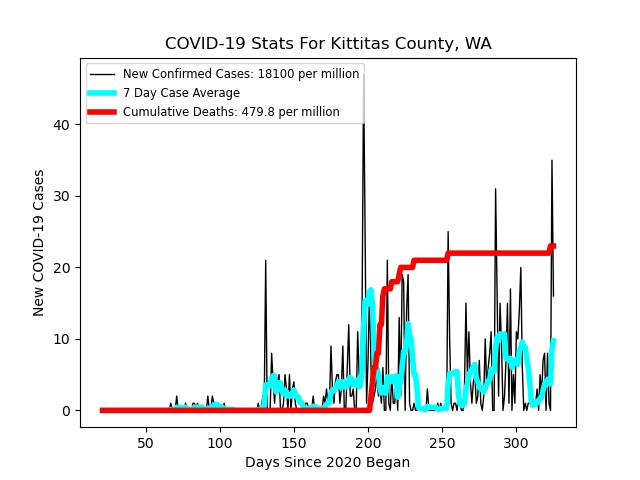 COVID-19 Stats For Kittitas County, WA
New Confirmed Cases: 18100 per million
7 Day Case Average
Cumulative Deaths: 479.8 per million
New COVID-19 Cases
40
30
20
10
0
50 100 150 200 250 300
Days Since 2020 Began